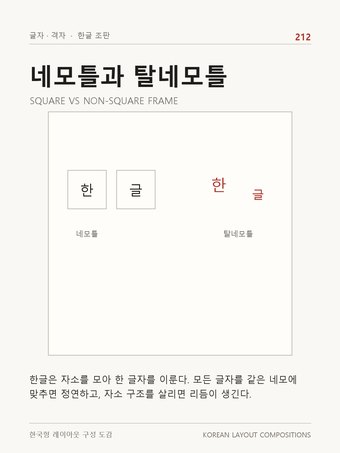 글자 · 격자 · 한글 조판
212
네모틀과 탈네모틀
SQUARE VS NON-SQUARE FRAME
한 글 한 글
네모틀 탈네모틀
한글은 자소를 모아 한 글자를 이룬다. 모든 글자를 같은 네모에
맞추면 정연하고, 자소 구조를 살리면 리듬이 생긴다.
한국형 레이아웃 구성 도감
KOREAN LAYOUT COMPOSITIONS